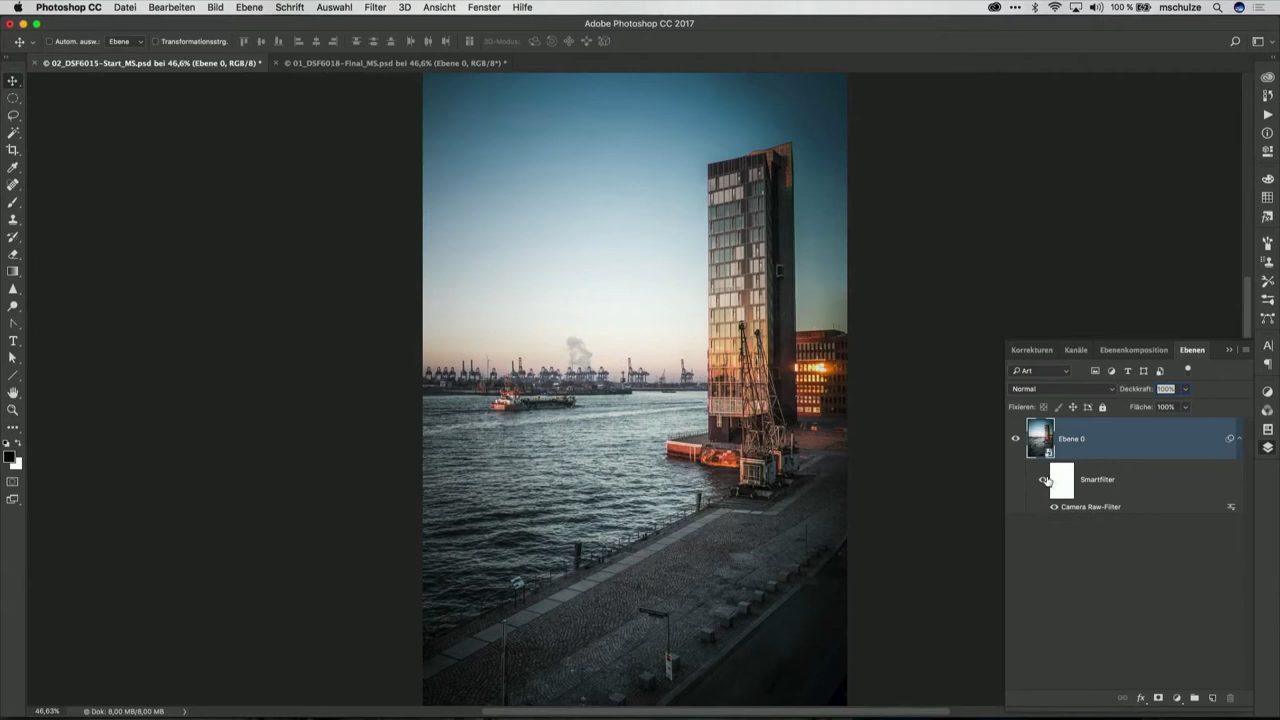 Photoshop CC Datei Bearbeiten Bild Ebene Schrift Auswahl Filter 3D Ansicht Fenster Hilfe 100 % mschulze
Adobe Photoshop CC 2017
Autom. ausw.: Ebene Transformationsstrg. 3D-Modus:
© 02_DSF6015-Start_MS.psd bei 46,6% (Ebene 0, RGB/8) * © 01_DSF6018-Final_MS.psd bei 46,6% (Ebene 0, RGB/8*) *
Korrekturen Kanäle Ebenenkomposition Ebenen
Art
Normal Deckkraft: 100%
Fixieren: Fläche: 100%
Ebene 0
Smartfilter
Camera Raw-Filter
46,63% Dok: 8,00 MB/8,00 MB